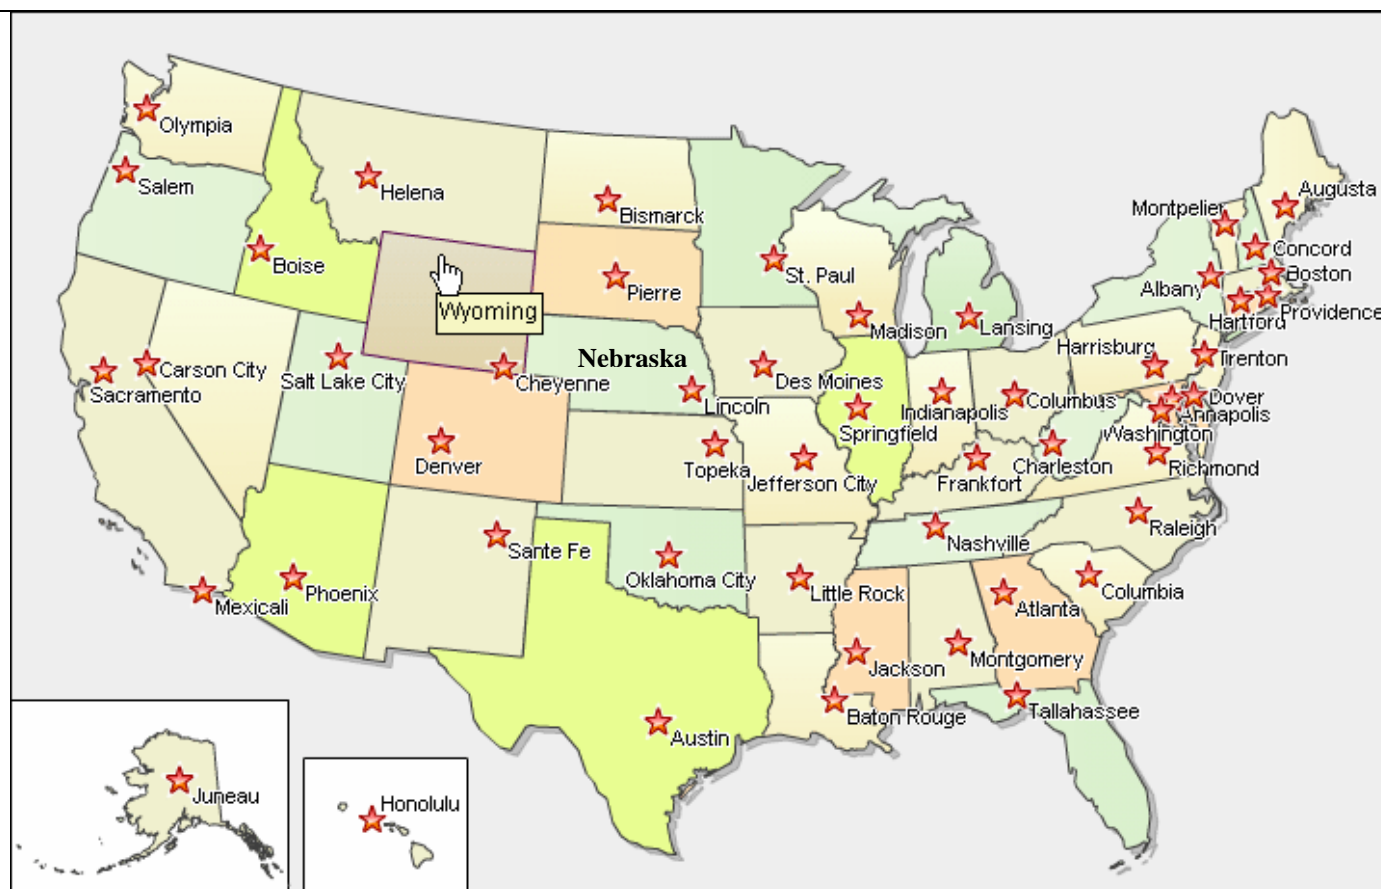 Olympia
Augusta
Salem
Helena
Montpelier
Bismarck
Concord
Boise
St. Paul
Boston
Pierre
Albany
Wyoming
Providence
Hartford
Madison
Lansing
Harrisburg
Trenton
Nebraska
Carson City
Salt Lake City
Cheyenne
Des Moines
Sacramento
Columbus
Dover
Lincoln
Indianapolis
Annapolis
Springfield
Washington
Denver
Topeka
Charleston
Richmond
Jefferson City
Frankfort
Raleigh
Sante Fe
Nashville
Oklahoma City
Phoenix
Little Rock
Columbia
Mexicali
Atlanta
Jackson
Montgomery
Baton Rouge
Tallahassee
Austin
Juneau
Honolulu